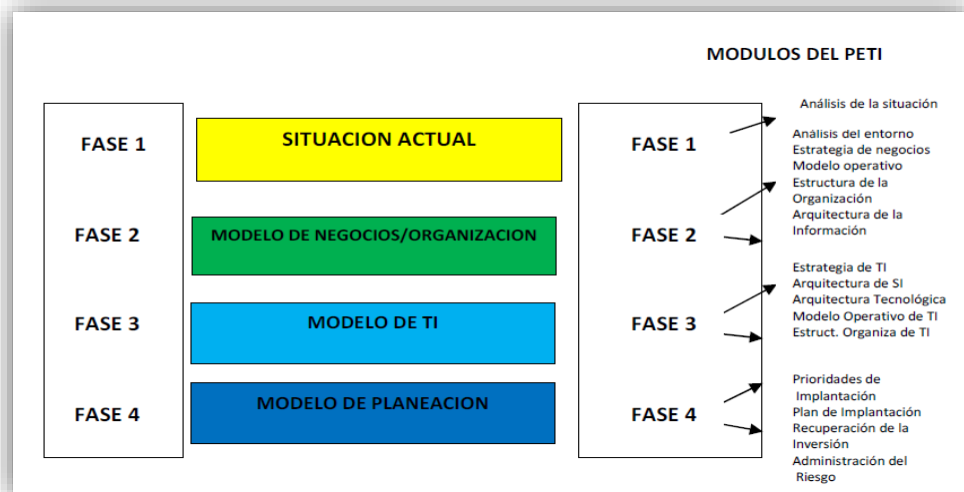 MODULOS DEL PETI
FASE 1
SITUACION ACTUAL
FASE 1
Análisis de la situación
FASE 2
MODELO DE NEGOCIOS/ORGANIZACION
FASE 2
Análisis del entorno
Estrategia de negocios
Modelo operativo
Estructura de la
Organización
Arquitectura de la
Información
FASE 3
MODELO DE TI
FASE 3
Estrategia de TI
Arquitectura de SI
Arquitectura Tecnológica
Modelo Operativo de TI
Estruct. Organiza de TI
FASE 4
MODELO DE PLANEACION
FASE 4
Prioridades de
Implantación
Plan de Implantación
Recuperación de la
Inversión
Administración del
Riesgo